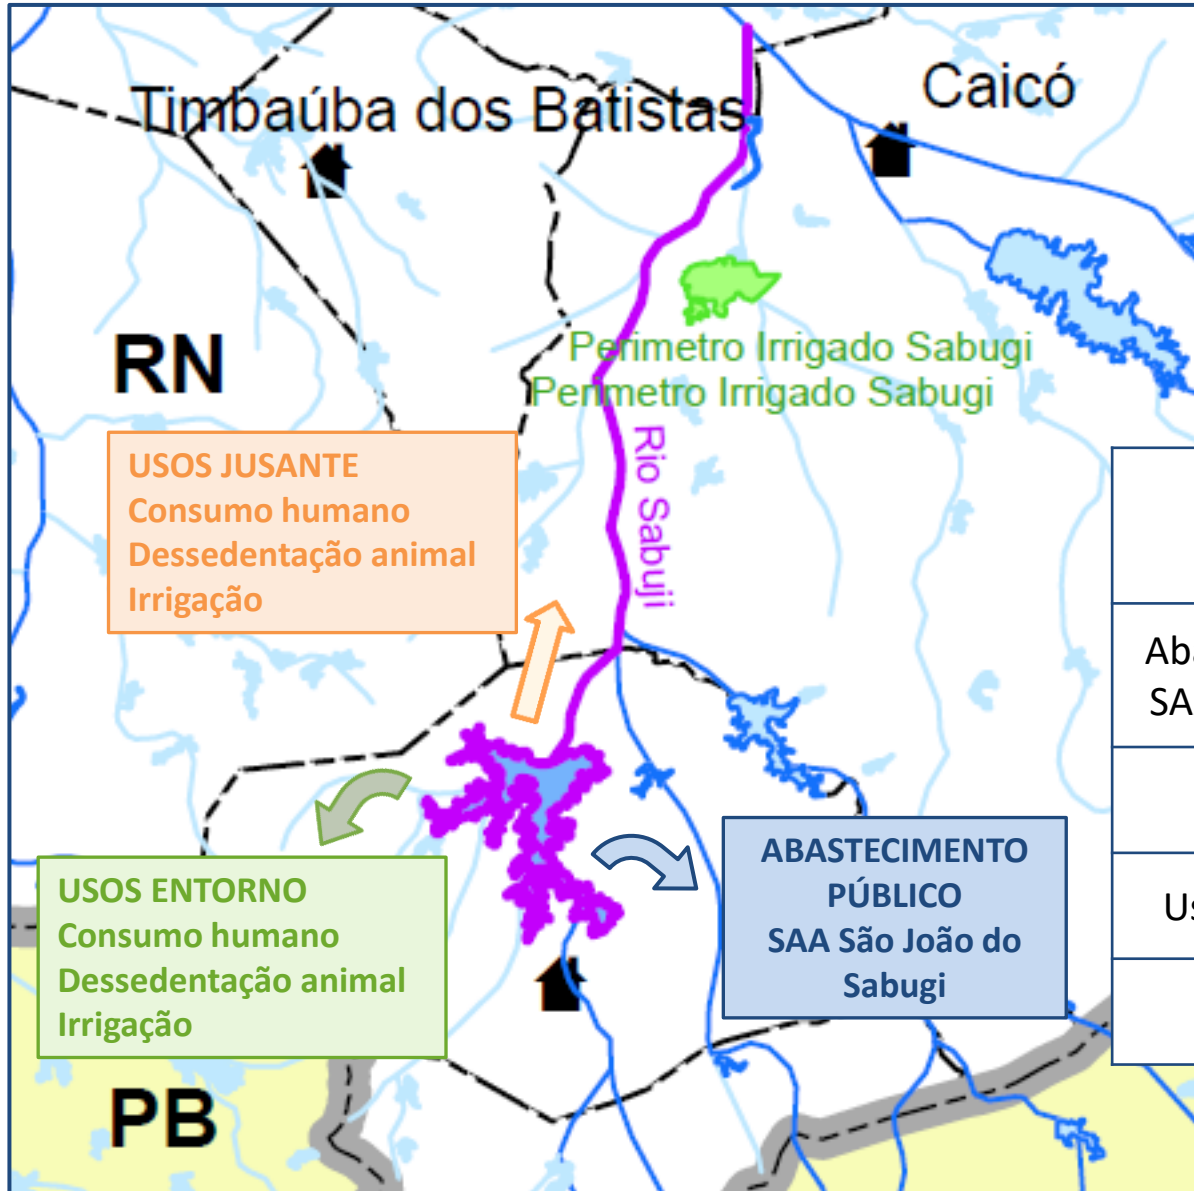 Timbaúba dos Batistas
Caicó
RN
Perimetro Irrigado Sabugi
Perimetro Irrigado Sabugi
Rio Sabuji
USOS JUSANTE
Consumo humano
Dessedentação animal
Irrigação
USOS ENTORNO
Consumo humano
Dessedentação animal
Irrigação
ABASTECIMENTO
PÚBLICO
SAA São João do
Sabugi
PB